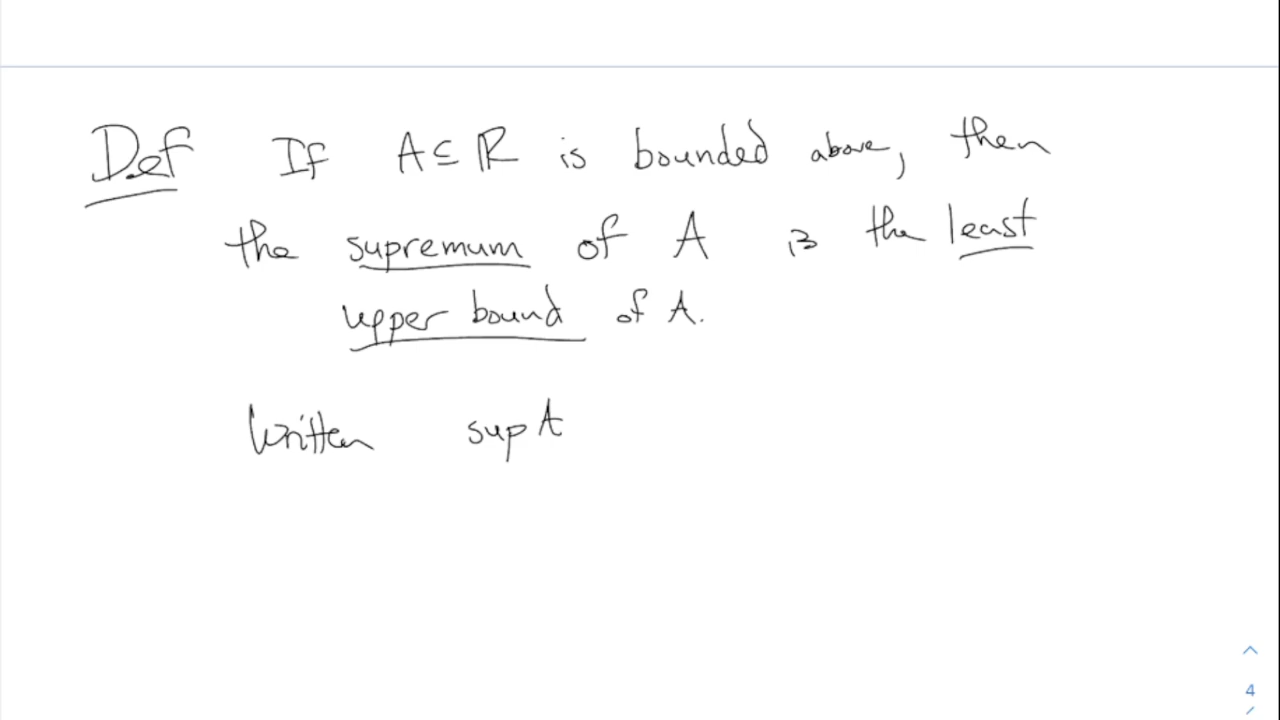 Def If A ⊆ ℝ is bounded above, then
the supremum of A is the least
upper bound of A.
Written sup A
4